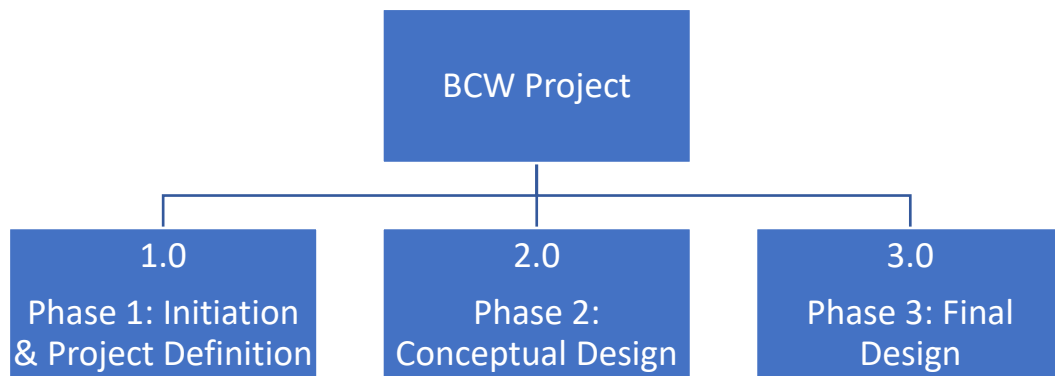 BCW Project
1.0
Phase 1: Initiation
& Project Definition
2.0
Phase 2:
Conceptual Design
3.0
Phase 3: Final
Design